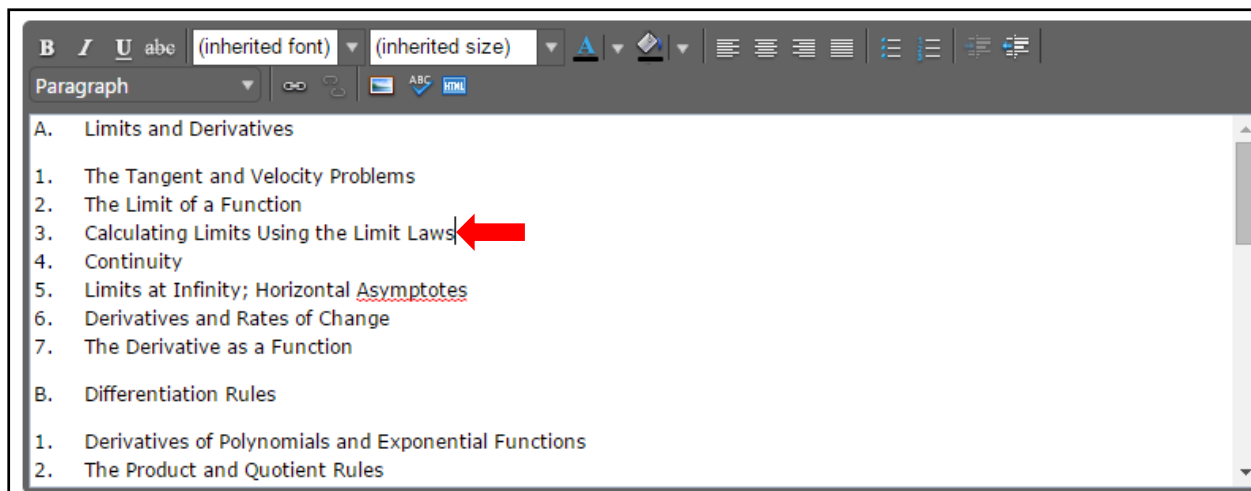 B I U abc (inherited font) (inherited size) A
Paragraph ABC HTML
A. Limits and Derivatives
1. The Tangent and Velocity Problems
2. The Limit of a Function
3. Calculating Limits Using the Limit Laws
4. Continuity
5. Limits at Infinity; Horizontal Asymptotes
6. Derivatives and Rates of Change
7. The Derivative as a Function
B. Differentiation Rules
1. Derivatives of Polynomials and Exponential Functions
2. The Product and Quotient Rules